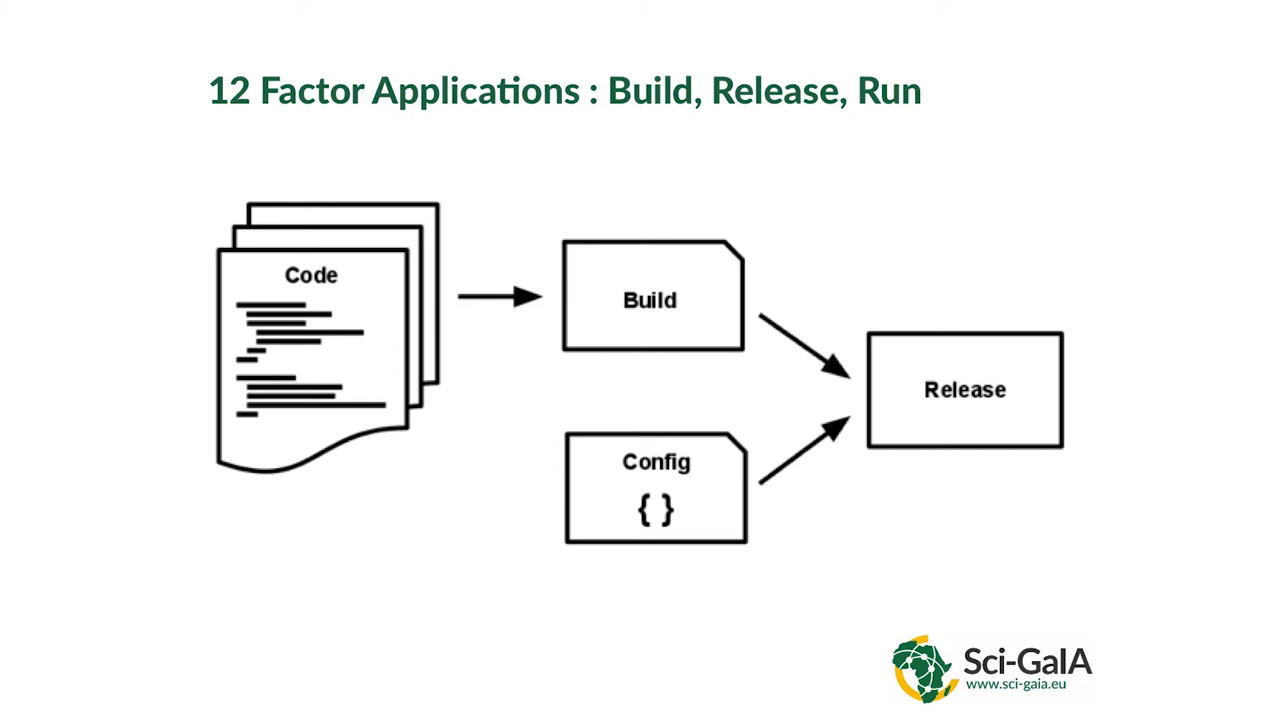 12 Factor Applications : Build, Release, Run
Code
Build
Release
Config
{ }
Sci-GaIA
www.sci-gaia.eu